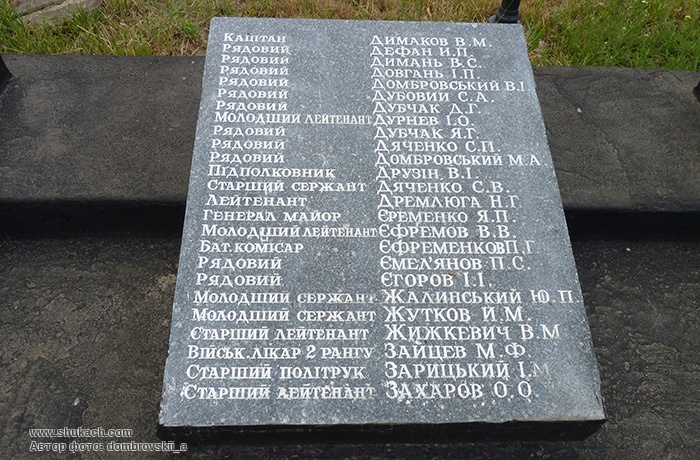 Капітан Димаков В.М.
Рядовий Дефан И.П.
Рядовий Димань В.С.
Рядовий Довгань І.П.
Рядовий Домбровський В.І
Рядовий Дубовий С.А.
Рядовий Дубчак Д.Г.
Молодший лейтенант Дурнев І.О.
Рядовий Дубчак Я.Г.
Рядовий Дяченко С.П.
Рядовий Домбровський М.А.
Підполковник Друзін В.І.
Старший сержант Дяченко С.В.
Лейтенант Дремлюга Н.Г.
Генерал майор Єременко Я.П.
Молодший лейтенант Єфремов В.В.
Бат. комісар Єфременков П.Г.
Рядовий Ємел'янов П.С.
Рядовий Єгоров І.І.
Молодший сержант Жалинський Ю.П.
Молодший сержант Жутков Й.М.
Старший лейтенант Жижкевич В.М
Військ. лікар 2 рангу Зайцев М.Ф.
Старший політрук Зарицький І.М
Старший лейтенант Захаров О.О.
www.shukach.com
Автор фото: dombrovskii_a